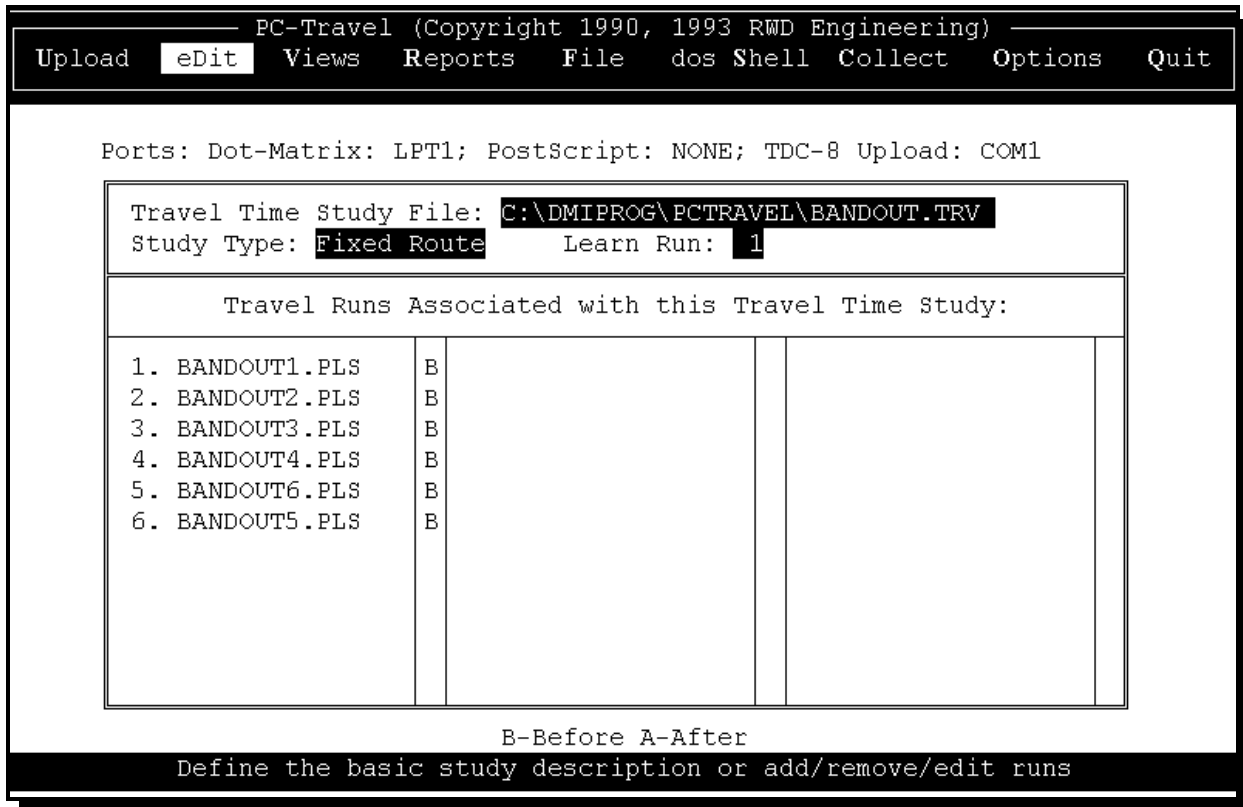 PC-Travel (Copyright 1990, 1993 RWD Engineering)
Upload eDit Views Reports File dos Shell Collect Options Quit
Ports: Dot-Matrix: LPT1; PostScript: NONE; TDC-8 Upload: COM1
Travel Time Study File: C:\DMIPROG\PCTRAVEL\BANDOUT.TRV
Study Type: Fixed Route Learn Run: 1
Travel Runs Associated with this Travel Time Study:
1. BANDOUT1.PLS B
2. BANDOUT2.PLS B
3. BANDOUT3.PLS B
4. BANDOUT4.PLS B
5. BANDOUT6.PLS B
6. BANDOUT5.PLS B
B-Before A-After
Define the basic study description or add/remove/edit runs